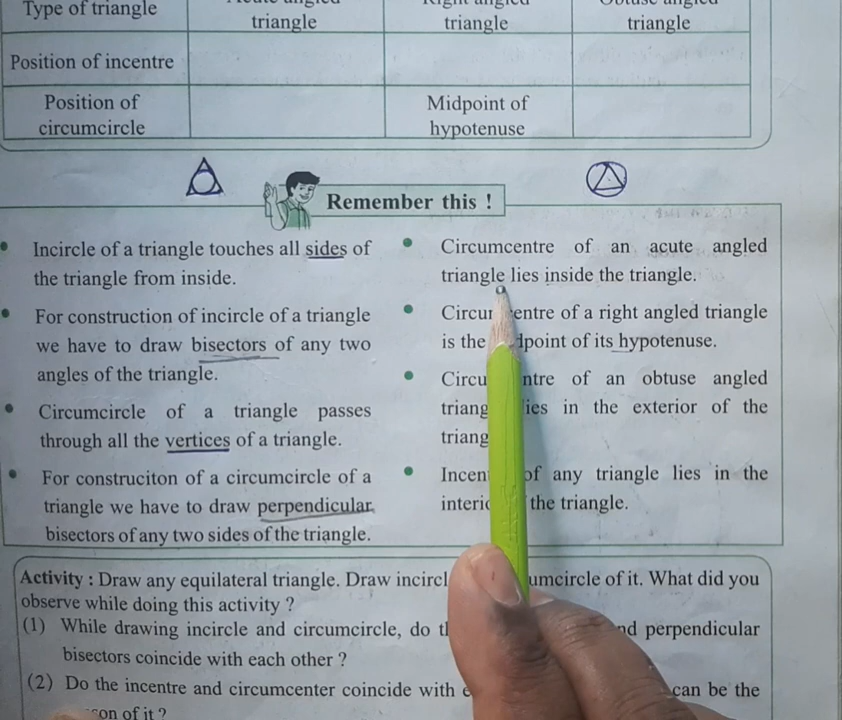 Type of triangle
triangle
triangle
triangle
Position of incentre
Position of
circumcircle
Midpoint of
hypotenuse
Remember this !
Incircle of a triangle touches all sides of
the triangle from inside.
For construction of incircle of a triangle
we have to draw bisectors of any two
angles of the triangle.
Circumcircle of a triangle passes
through all the vertices of a triangle.
For construciton of a circumcircle of a
triangle we have to draw perpendicular
bisectors of any two sides of the triangle.
Circumcentre of an acute angled
triangle lies inside the triangle.
of a right angled triangle
is the of its hypotenuse.
of an obtuse angled
in the exterior of the
of any triangle lies in the
the triangle.
Activity : Draw any equilateral triangle. Draw of it. What did you
observe while doing this activity ?
(1) While drawing incircle and circumcircle, do perpendicular
bisectors coincide with each other ?
(2) Do the incentre and circumcenter coincide with can be the
of it ?